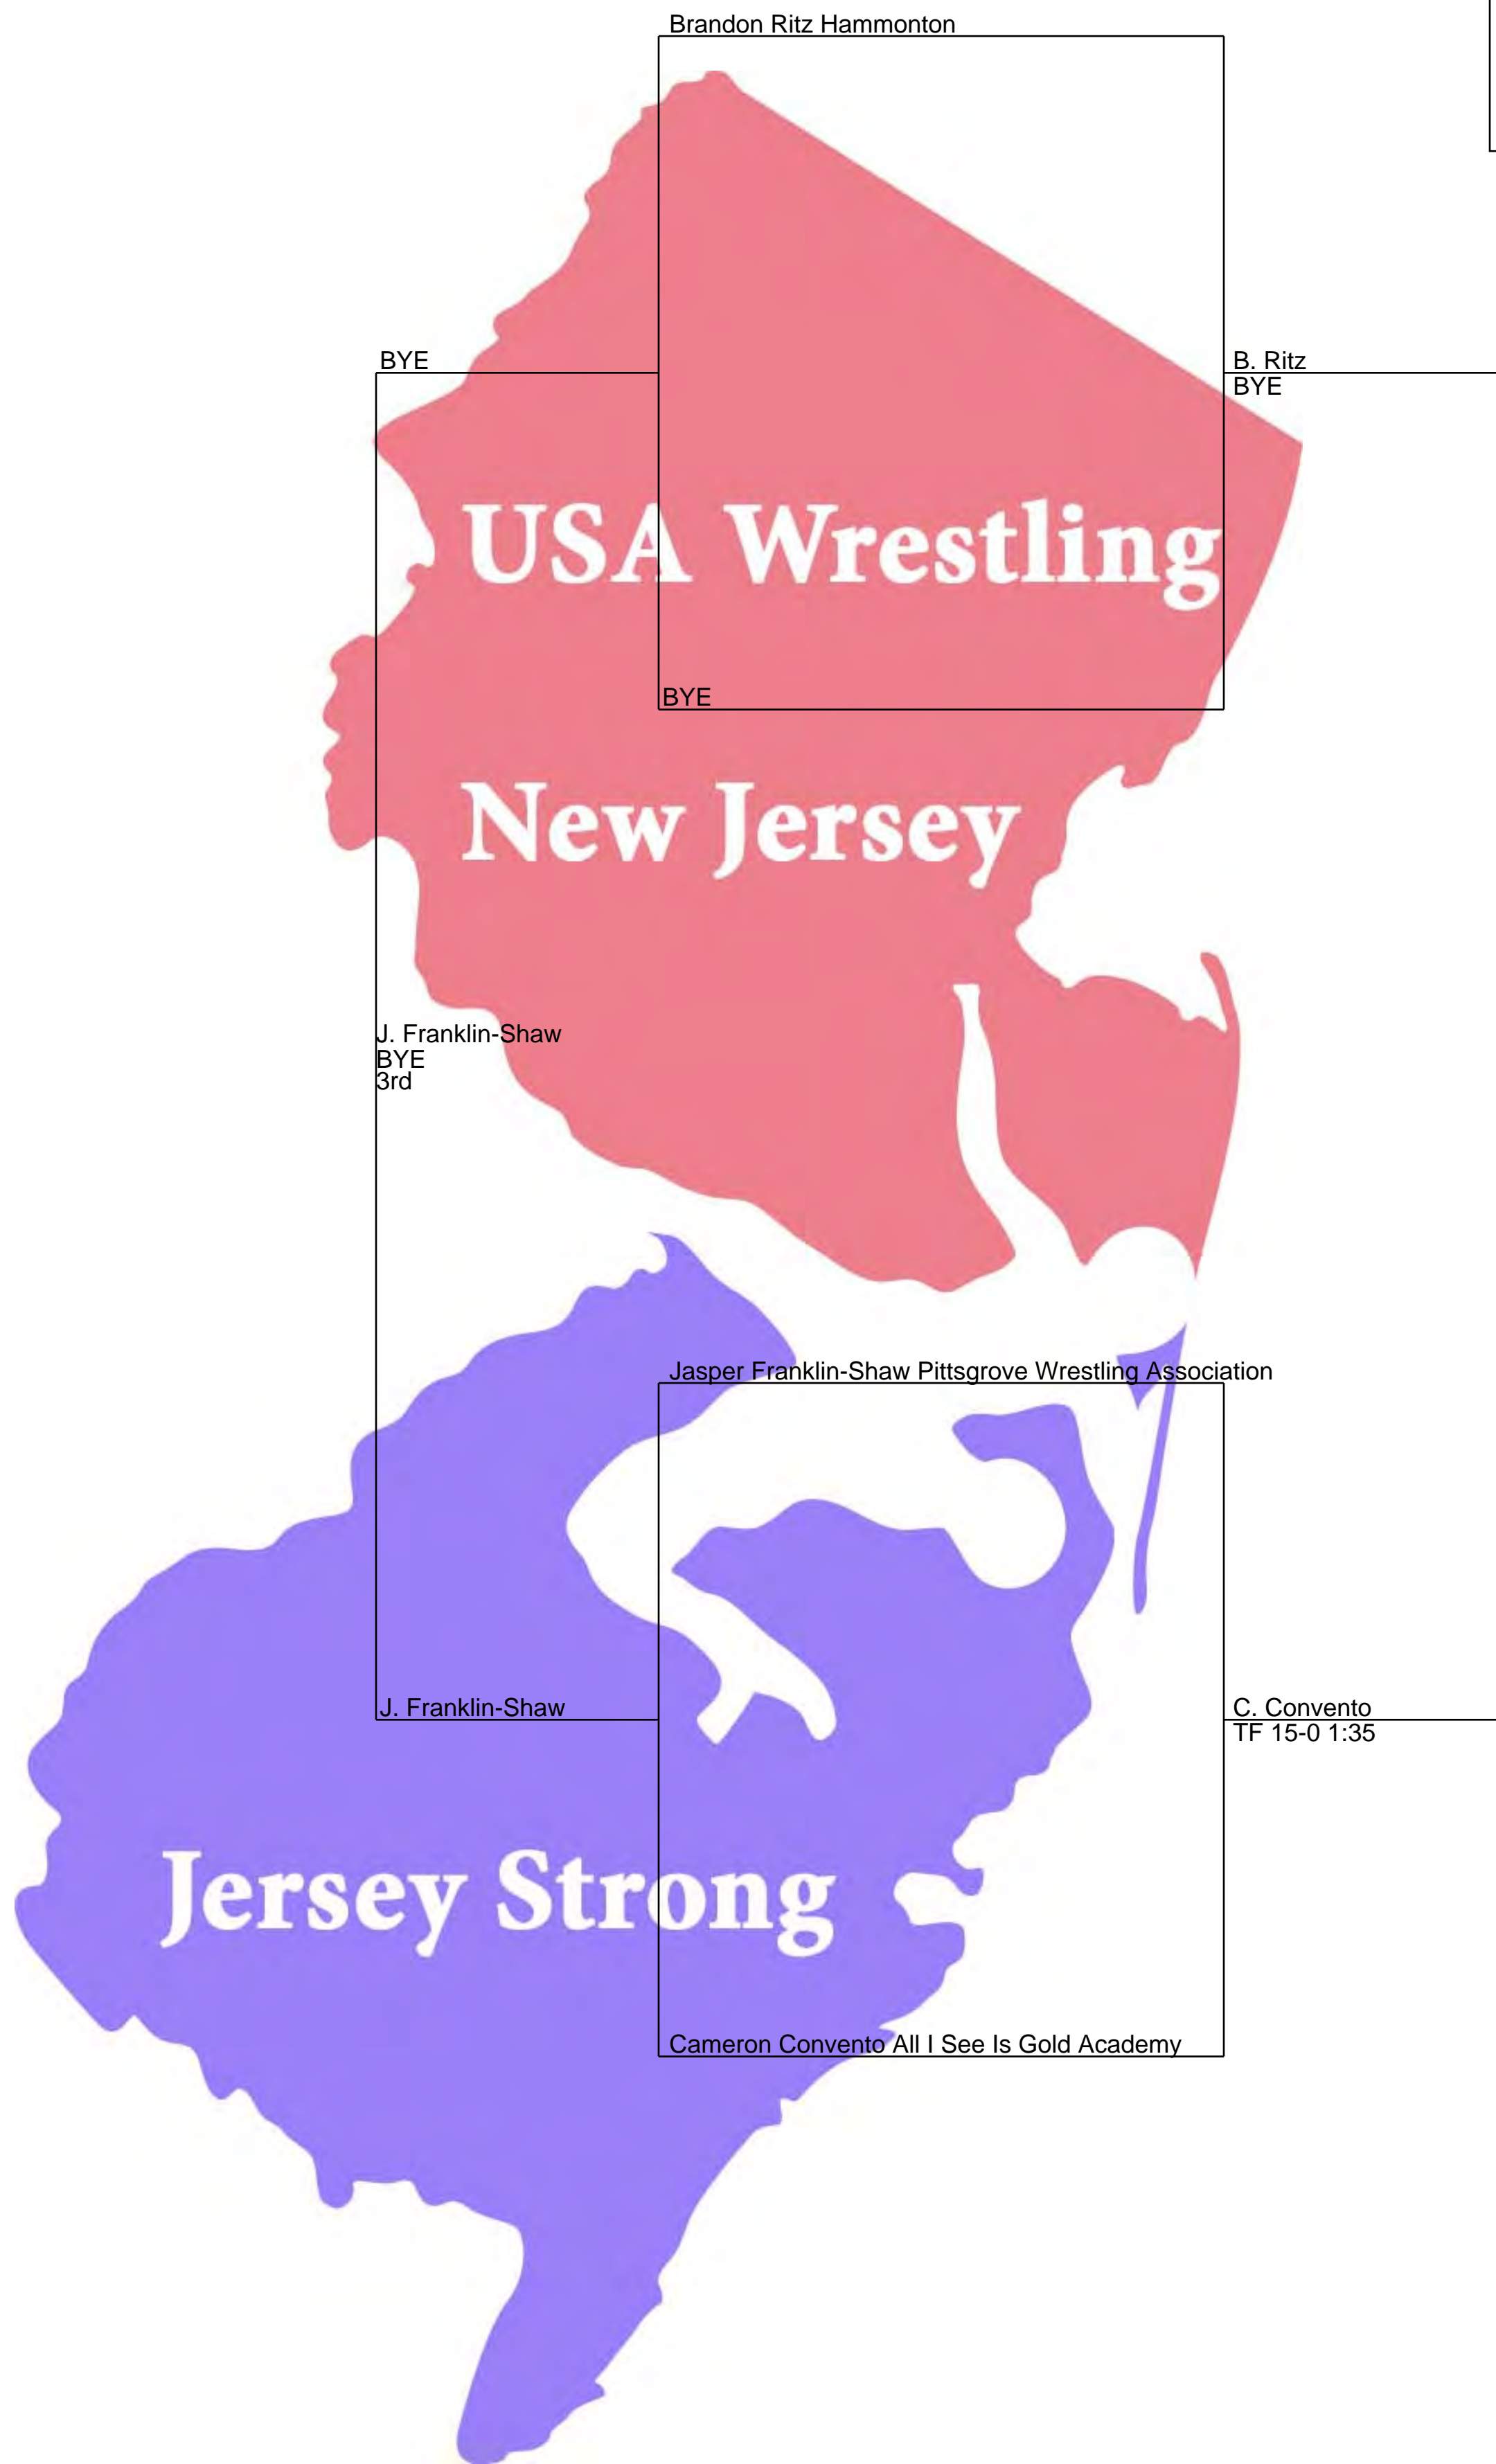 Brandon Ritz Hammonton
BYE
B. Ritz
BYE
USA Wrestling
BYE
New Jersey
J. Franklin-Shaw
BYE
3rd
Jasper Franklin-Shaw Pittsgrove Wrestling Association
J. Franklin-Shaw
C. Convento
TF 15-0 1:35
Jersey Strong
Cameron Convento All I See Is Gold Academy